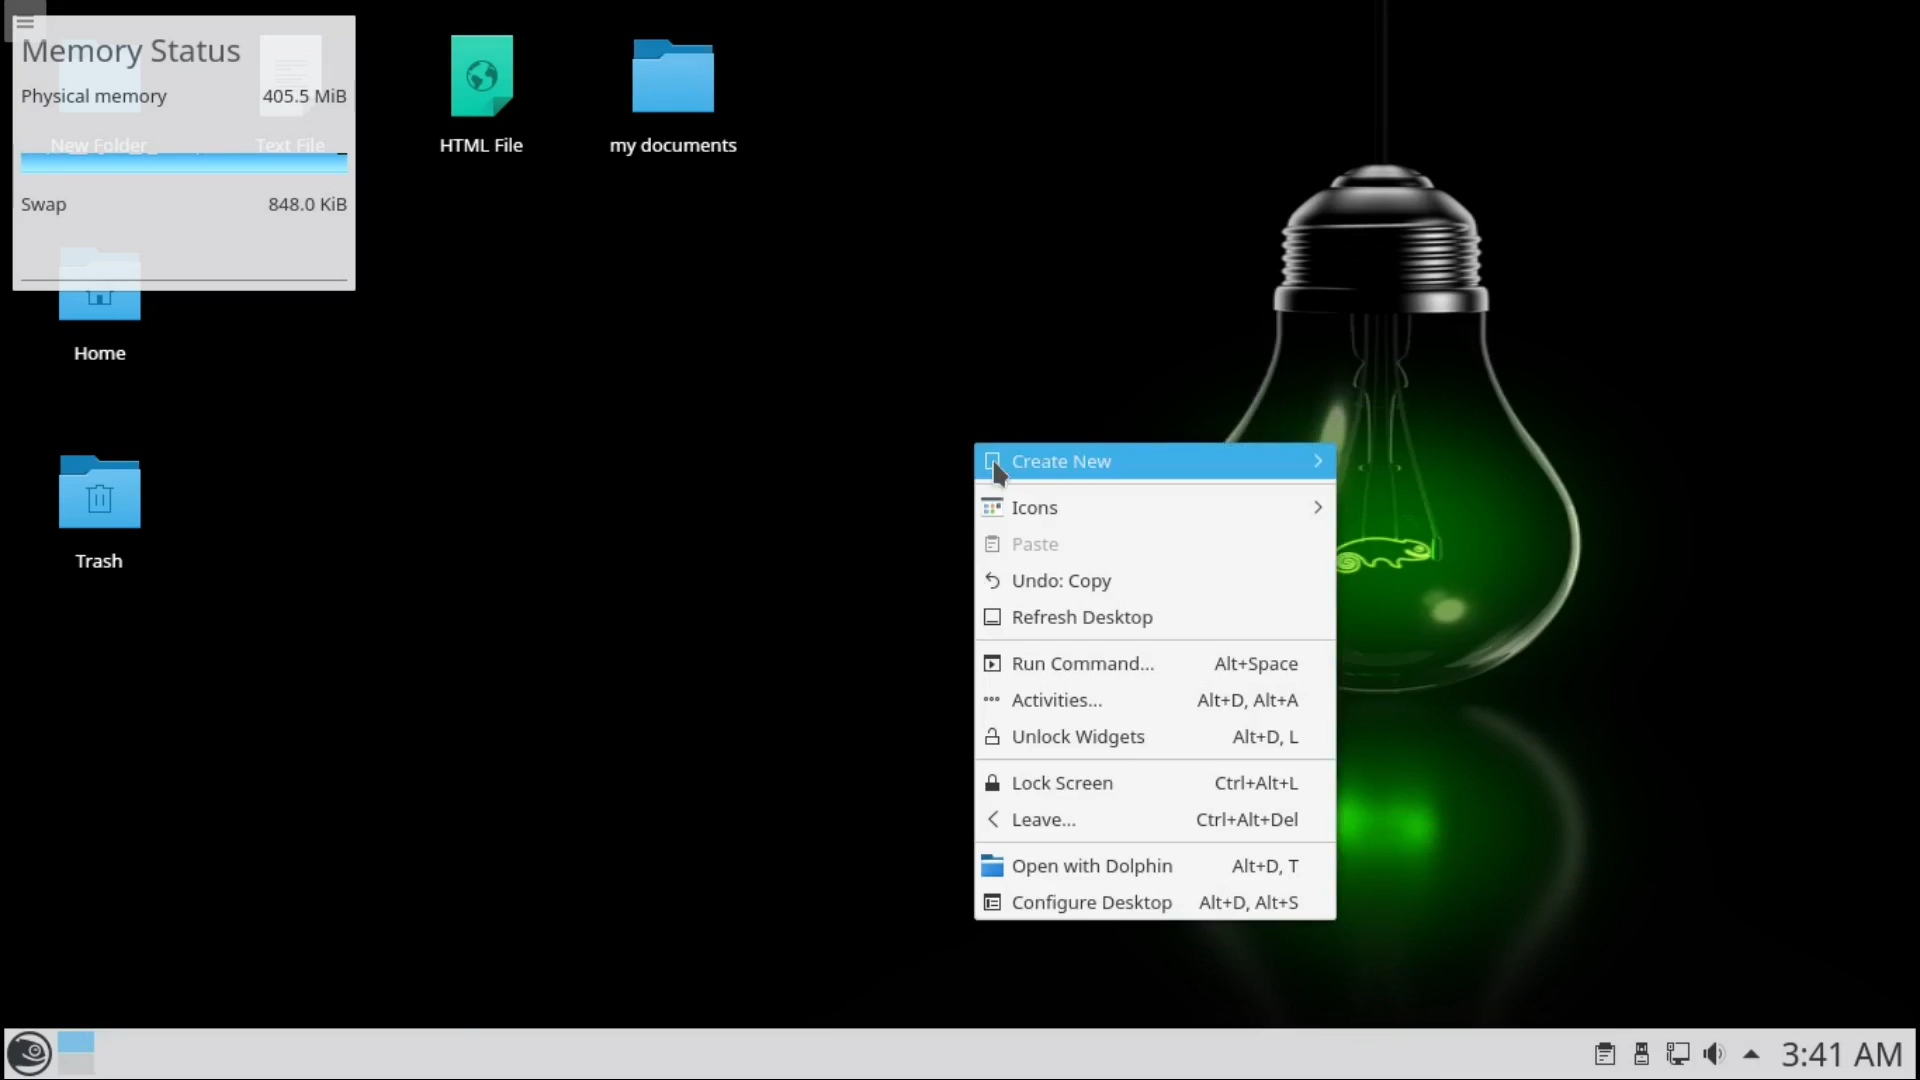 Memory Status
Physical memory 405.5 MiB
New Folder
Text File
HTML File
my documents
Swap 848.0 KiB
Home
Trash
Create New
Icons
Paste
Undo: Copy
Refresh Desktop
Run Command... Alt+Space
Activities... Alt+D, Alt+A
Unlock Widgets Alt+D, L
Lock Screen Ctrl+Alt+L
Leave... Ctrl+Alt+Del
Open with Dolphin Alt+D, T
Configure Desktop Alt+D, Alt+S
3:41 AM